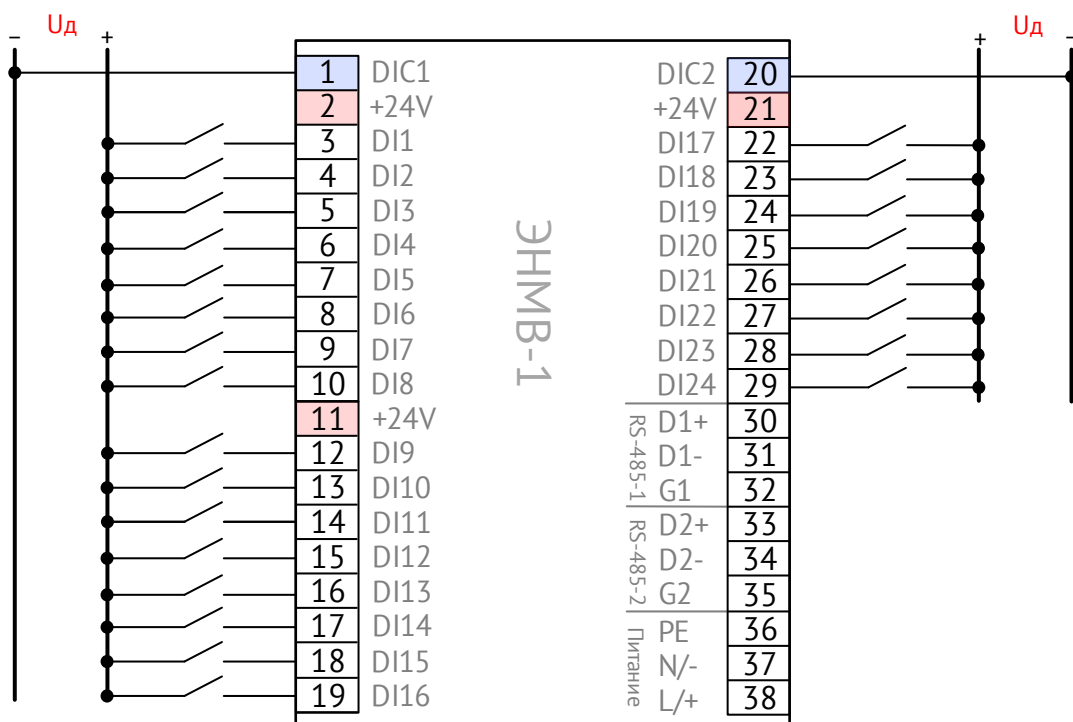 − Uд +
+ Uд −
1 DIC1
2 +24V
3 DI1
4 DI2
5 DI3
6 DI4
7 DI5
8 DI6
9 DI7
10 DI8
11 +24V
12 DI9
13 DI10
14 DI11
15 DI12
16 DI13
17 DI14
18 DI15
19 DI16
ЭНМВ-1
DIC2 20
+24V 21
DI17 22
DI18 23
DI19 24
DI20 25
DI21 26
DI22 27
DI23 28
DI24 29
RS-485-1
D1+ 30
D1- 31
G1 32
RS-485-2
D2+ 33
D2- 34
G2 35
Питание
PE 36
N/- 37
L/+ 38